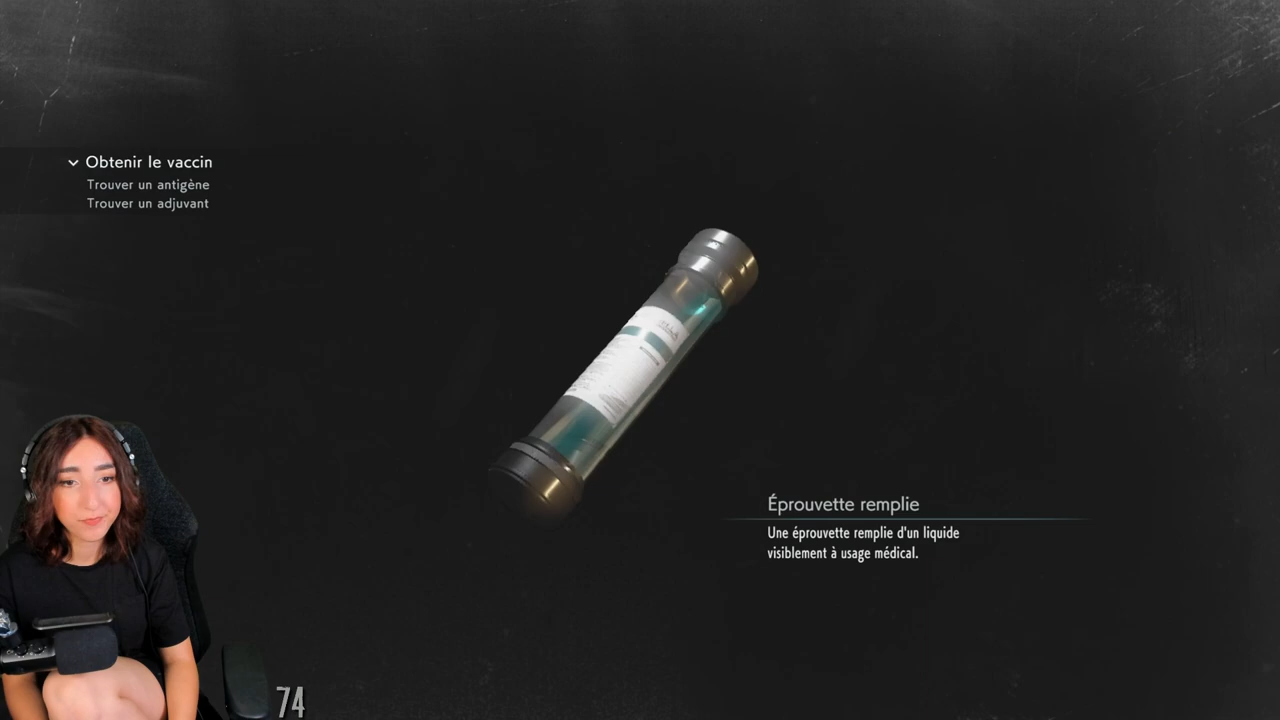 Obtenir le vaccin
Trouver un antigène
Trouver un adjuvant
Éprouvette remplie
Une éprouvette remplie d'un liquide
visiblement à usage médical.
74